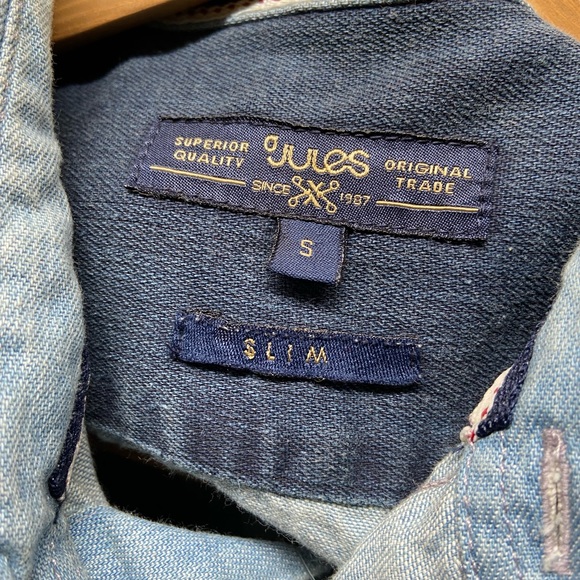 SUPERIOR QUALITY
Jules
ORIGINAL TRADE
SINCE 1987
S
SLIM